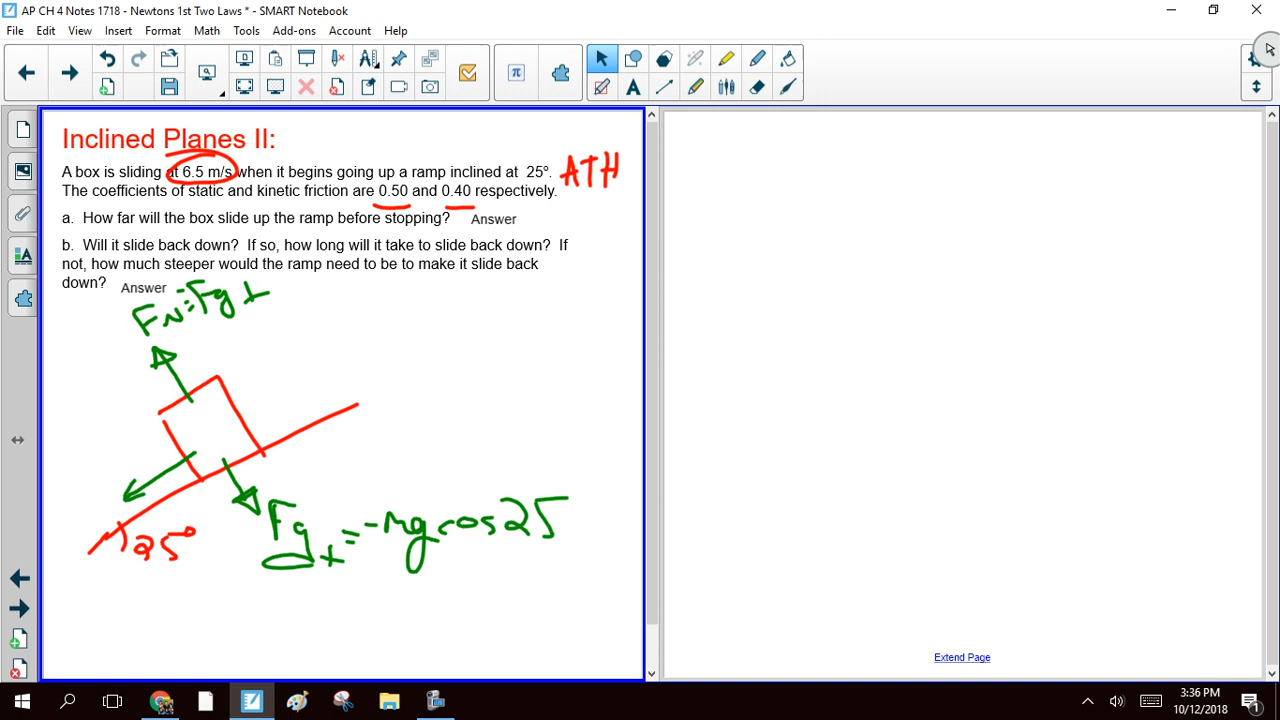 AP CH 4 Notes 1718 - Newtons 1st Two Laws * - SMART Notebook
File Edit View Insert Format Math Tools Add-ons Account Help
Inclined Planes II:
A box is sliding at 6.5 m/s when it begins going up a ramp inclined at 25º.
ATH
The coefficients of static and kinetic friction are 0.50 and 0.40 respectively.
a. How far will the box slide up the ramp before stopping? Answer
b. Will it slide back down? If so, how long will it take to slide back down? If
not, how much steeper would the ramp need to be to make it slide back
down? Answer
FN=-Fg⊥
Fg⊥=-mgcos25
25°
Extend Page
3:36 PM
10/12/2018